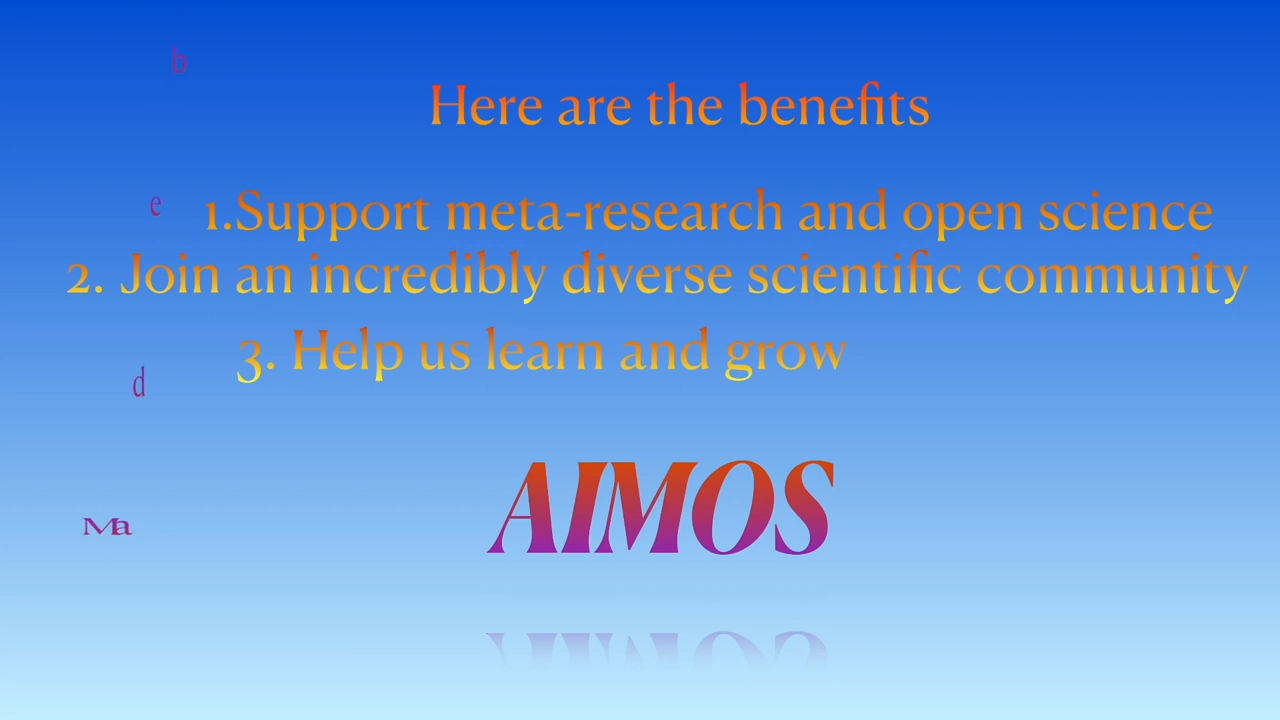 b
Here are the benefits
e
1.Support meta-research and open science
2. Join an incredibly diverse scientific community
3. Help us learn and grow
d
AIMOS
Ma